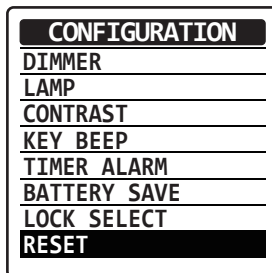 CONFIGURATION
DIMMER
LAMP
CONTRAST
KEY BEEP
TIMER ALARM
BATTERY SAVE
LOCK SELECT
RESET